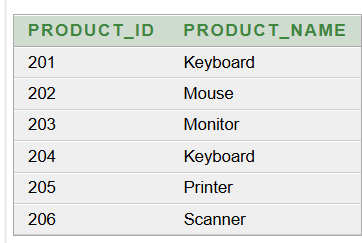 PRODUCT_ID PRODUCT_NAME
201 Keyboard
202 Mouse
203 Monitor
204 Keyboard
205 Printer
206 Scanner